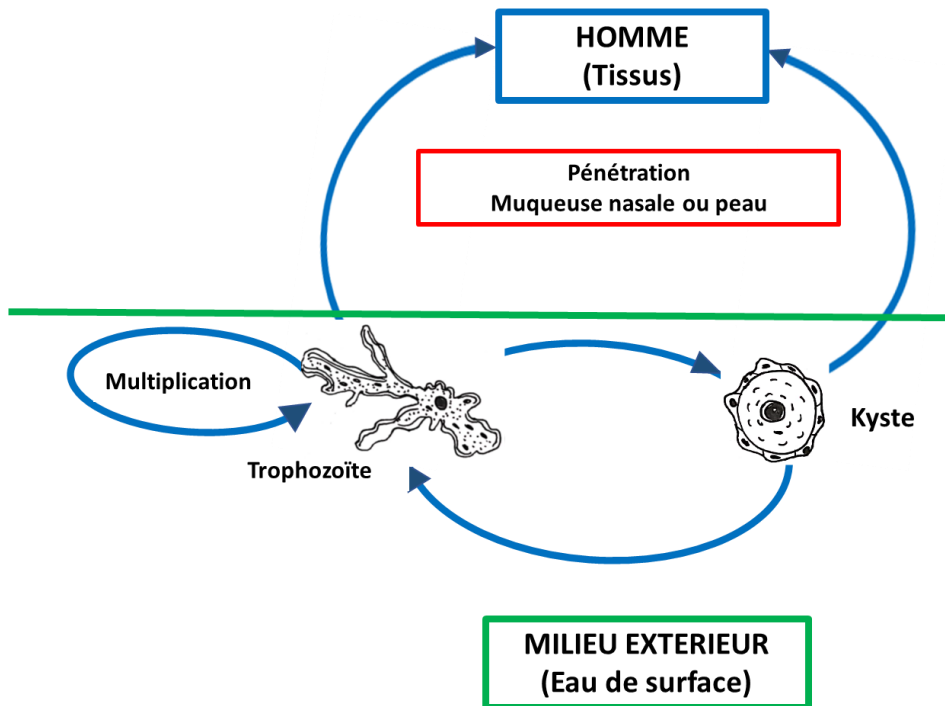 HOMME
(Tissus)
Pénétration
Muqueuse nasale ou peau
Multiplication
Trophozoïte
Kyste
MILIEU EXTERIEUR
(Eau de surface)